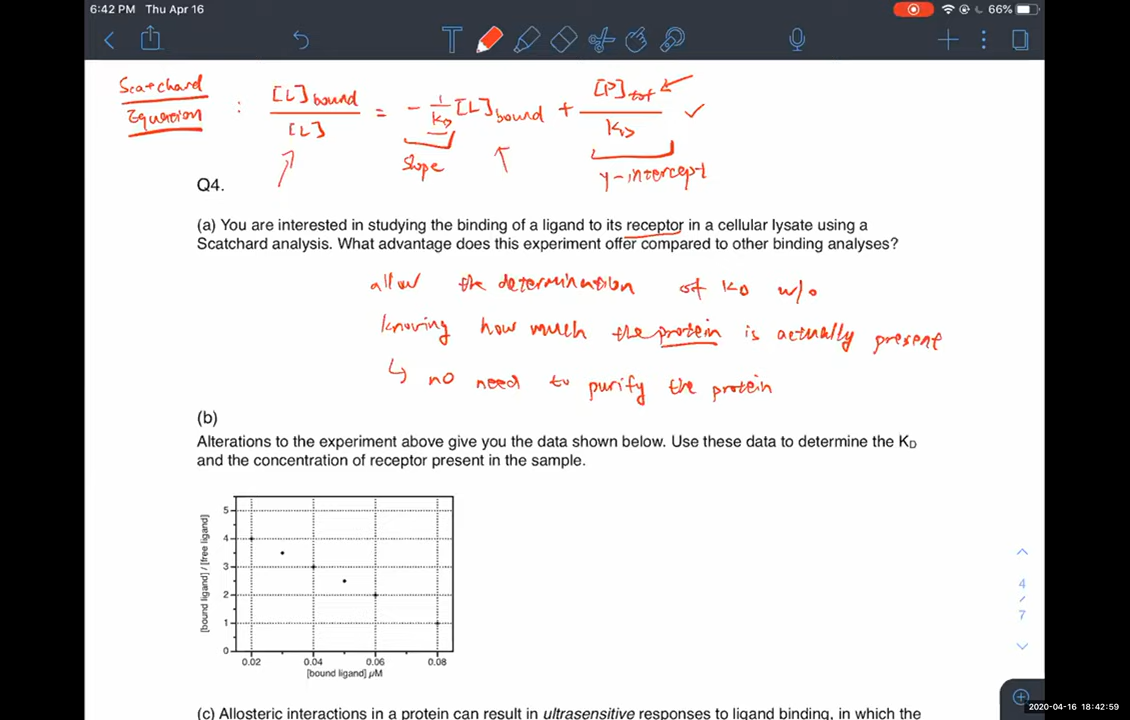 6:42 PM Thu Apr 16
66%
Scatchard
Equation : [L]bound / [L] = - 1/KD [L]bound + [P]tot / KD ✓
slope
y-intercept
Q4.
(a) You are interested in studying the binding of a ligand to its receptor in a cellular lysate using a
Scatchard analysis. What advantage does this experiment offer compared to other binding analyses?
allow the determination of KD w/o
knowing how much the protein is actually present
↳ no need to purify the protein
(b)
Alterations to the experiment above give you the data shown below. Use these data to determine the KD
and the concentration of receptor present in the sample.
[bound ligand] / [free ligand]
5
4
3
2
1
0
0.02 0.04 0.06 0.08
[bound ligand] µM
4
/
7
(c) Allosteric interactions in a protein can result in ultrasensitive responses to ligand binding, in which the
2020-04-16 18:42:59